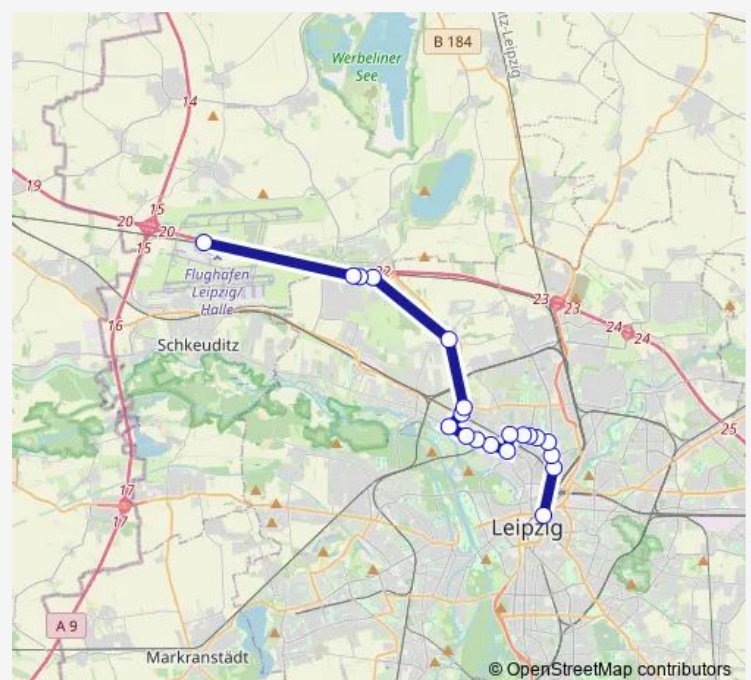 B 184
itz-Leipzig
Werbeliner
See
14
19
15
20
20
15
22
Flughafen
Leipzig/
Halle
23
23
24
24
16
Schkeuditz
25
17
17
Leipzig
A 9
Markranstädt
© OpenStreetMap contributors